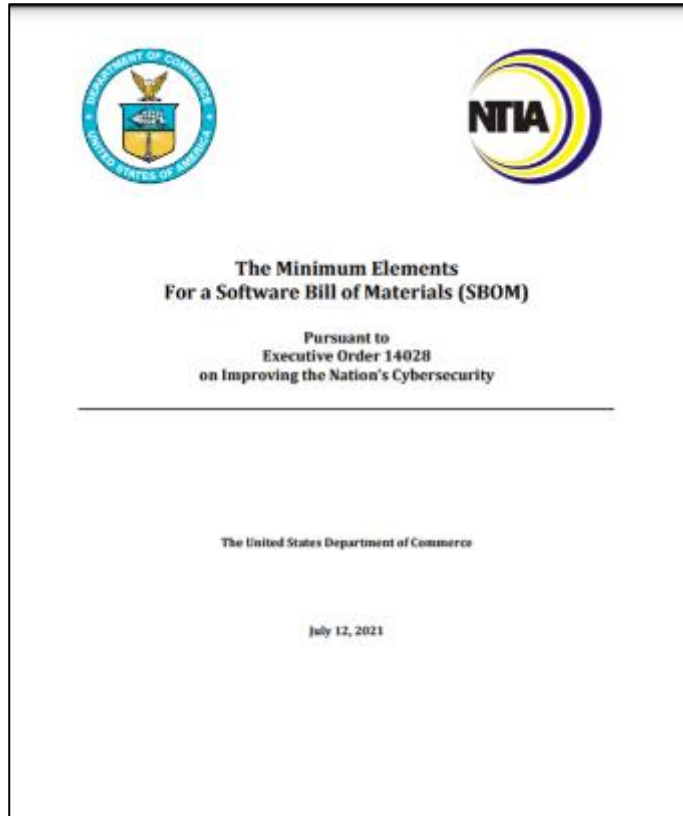 DEPARTMENT OF COMMERCE
UNITED STATES OF AMERICA
NTIA
The Minimum Elements
For a Software Bill of Materials (SBOM)
Pursuant to
Executive Order 14028
on Improving the Nation's Cybersecurity
The United States Department of Commerce
July 12, 2021